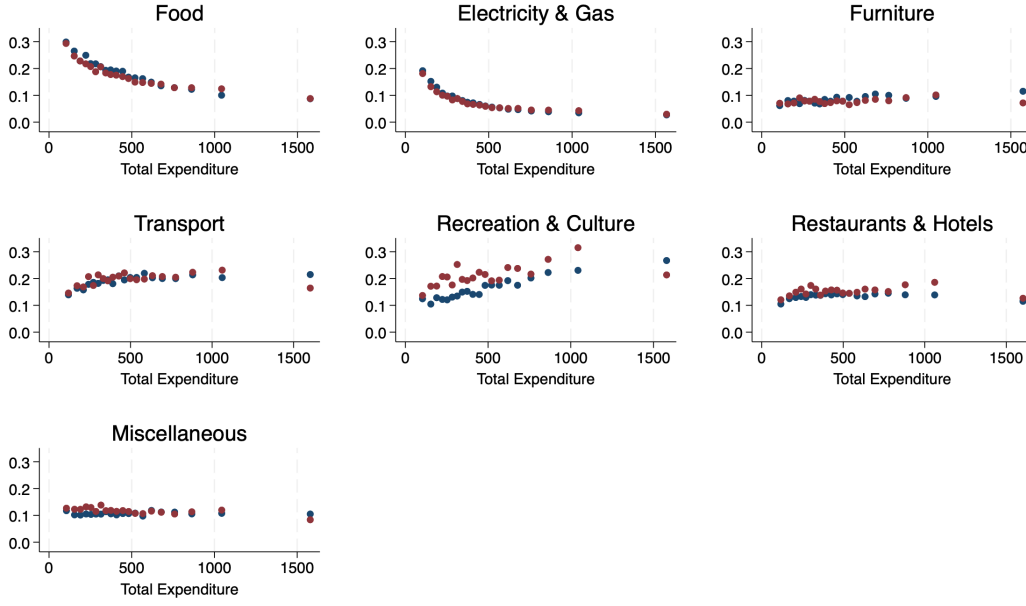 Food
0.3
0.2
0.1
0.0
0 500 1000 1500
Total Expenditure
Electricity & Gas
0.3
0.2
0.1
0.0
0 500 1000 1500
Total Expenditure
Furniture
0.3
0.2
0.1
0.0
0 500 1000 1500
Total Expenditure
Transport
0.3
0.2
0.1
0.0
0 500 1000 1500
Total Expenditure
Recreation & Culture
0.3
0.2
0.1
0.0
0 500 1000 1500
Total Expenditure
Restaurants & Hotels
0.3
0.2
0.1
0.0
0 500 1000 1500
Total Expenditure
Miscellaneous
0.3
0.2
0.1
0.0
0 500 1000 1500
Total Expenditure